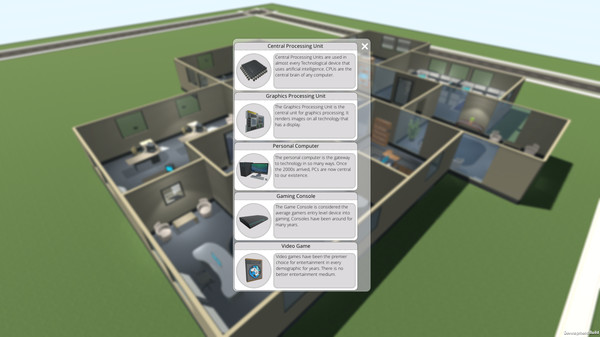 Central Processing Unit
Central Processing Units are used in
almost every Technological device that
uses artificial intelligence. CPUs are the
central brain of any computer.
Graphics Processing Unit
The Graphics Processing Unit is the
central unit for graphics processing. It
renders images on all technology that
has a display.
Personal Computer
The personal computer is the gateway
to technology in so many ways. Once
the 2000s arrived, PCs are now central
to our existence.
Gaming Console
The Game Console is considered the
average gamers entry level device into
gaming. Consoles have been around for
many years.
Video Game
Video games have been the premier
choice for entertainment in every
demographic for years. There is no
better entertainment medium.